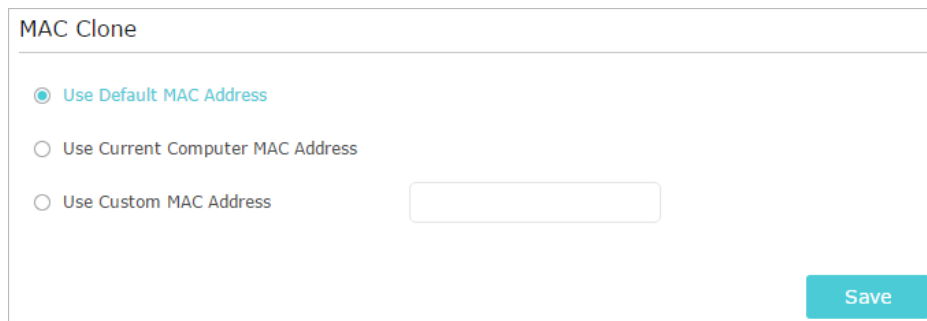 MAC Clone
Use Default MAC Address
Use Current Computer MAC Address
Use Custom MAC Address
Save